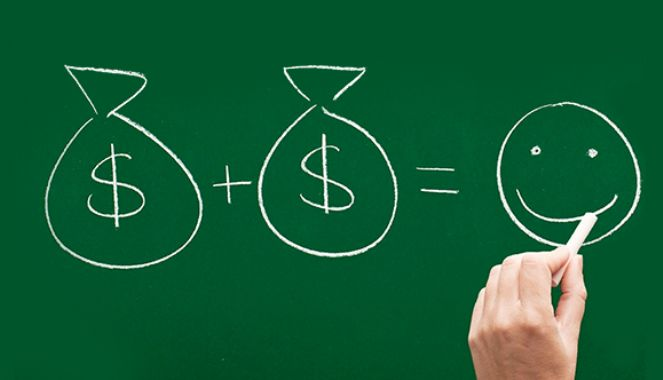 $ + $ =